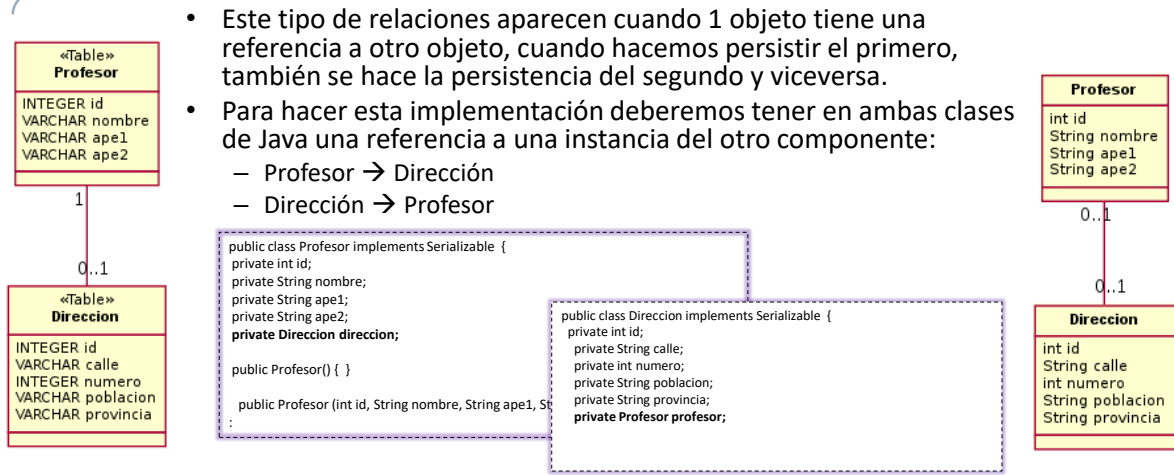 • Este tipo de relaciones aparecen cuando 1 objeto tiene una
referencia a otro objeto, cuando hacemos persistir el primero,
también se hace la persistencia del segundo y viceversa.
• Para hacer esta implementación deberemos tener en ambas clases
de Java una referencia a una instancia del otro componente:
– Profesor → Dirección
– Dirección → Profesor
«Table»
Profesor
INTEGER id
VARCHAR nombre
VARCHAR ape1
VARCHAR ape2
1
0..1
«Table»
Direccion
INTEGER id
VARCHAR calle
INTEGER numero
VARCHAR poblacion
VARCHAR provincia
public class Profesor implements Serializable {
private int id;
private String nombre;
private String ape1;
private String ape2;
private Direccion direccion;
public Profesor() { }
public Profesor (int id, String nombre, String ape1, St
:
public class Direccion implements Serializable {
private int id;
private String calle;
private int numero;
private String poblacion;
private String provincia;
private Profesor profesor;
Profesor
int id
String nombre
String ape1
String ape2
0..1
0..1
Direccion
int id
String calle
int numero
String poblacion
String provincia